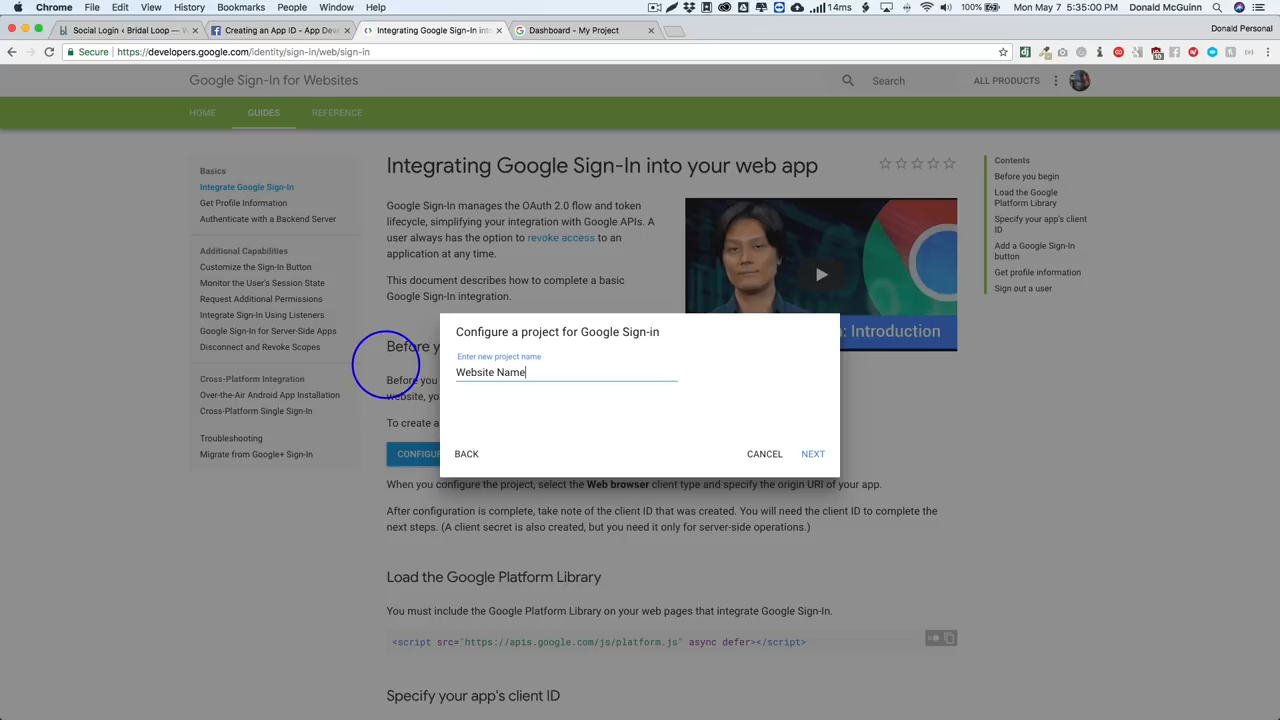 Chrome File Edit View History Bookmarks People Window Help
14ms 100% Mon May 7 5:35:00 PM Donald McGuinn
Social Login ‹ Bridal Loop — W
Creating an App ID - App Dev
Integrating Google Sign-In into
Dashboard - My Project
Donald Personal
Secure https://developers.google.com/identity/sign-in/web/sign-in
Google Sign-In for Websites
Search
ALL PRODUCTS
HOME GUIDES REFERENCE
Basics
Integrate Google Sign-In
Get Profile Information
Authenticate with a Backend Server
Additional Capabilities
Customize the Sign-In Button
Monitor the User's Session State
Request Additional Permissions
Integrate Sign-In Using Listeners
Google Sign-In for Server-Side Apps
Disconnect and Revoke Scopes
Cross-Platform Integration
Over-the-Air Android App Installation
Cross-Platform Single Sign-In
Troubleshooting
Migrate from Google+ Sign-In
Integrating Google Sign-In into your web app
Google Sign-In manages the OAuth 2.0 flow and token
lifecycle, simplifying your integration with Google APIs. A
user always has the option to revoke access to an
application at any time.
This document describes how to complete a basic
Google Sign-In integration.
: Introduction
Before y
Before you
website, yo
To create a
CONFIGU
Configure a project for Google Sign-in
Enter new project name
Website Name
BACK
CANCEL
NEXT
When you configure the project, select the Web browser client type and specify the origin URI of your app.
After configuration is complete, take note of the client ID that was created. You will need the client ID to complete the
next steps. (A client secret is also created, but you need it only for server-side operations.)
Load the Google Platform Library
You must include the Google Platform Library on your web pages that integrate Google Sign-In.
<script src="https://apis.google.com/js/platform.js" async defer></script>
Specify your app's client ID
Contents
Before you begin
Load the Google
Platform Library
Specify your app's client
ID
Add a Google Sign-In
button
Get profile information
Sign out a user